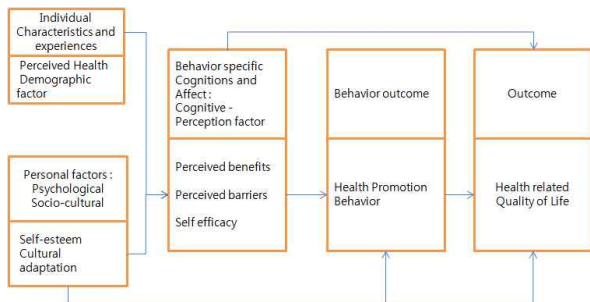 Individual
Characteristics and
experiences
Perceived Health
Demographic
factor
Personal factors :
Psychological
Socio-cultural
Self-esteem
Cultural
adaptation
Behavior specific
Cognitions and
Affect :
Cognitive -
Perception factor
Perceived benefits
Perceived barriers
Self efficacy
Behavior outcome
Health Promotion
Behavior
Outcome
Health related
Quality of Life